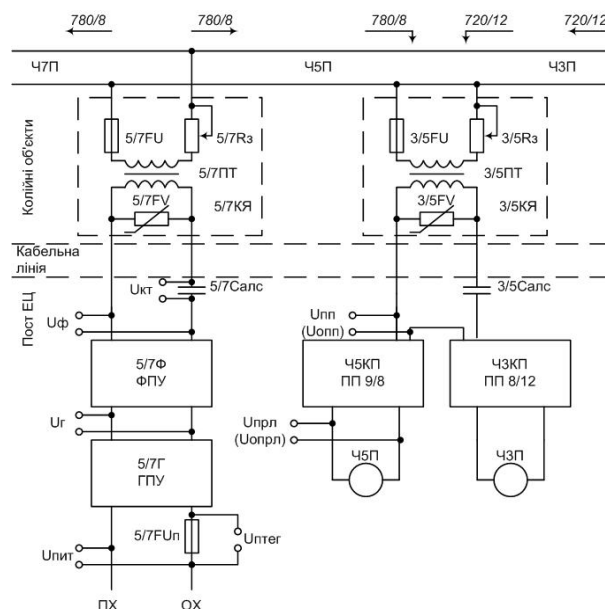 780/8
780/8
780/8
720/12
720/12
Ч7П
Ч5П
Ч3П
Колійні об'єкти
5/7FU
5/7Rз
3/5FU
3/5Rз
5/7ПТ
3/5ПТ
5/7FV
5/7КЯ
3/5FV
3/5КЯ
Кабельна
лінія
Пост ЕЦ
Uкт
5/7Cалс
3/5Cалс
Uф
Uпп
(Uопп)
5/7Ф
ФПУ
Ч5КП
ПП 9/8
Ч3КП
ПП 8/12
Uг
Uпрл
(Uопрл)
Ч5П
Ч3П
5/7Г
ГПУ
5/7FUп
Uптег
Uпит
ПХ
ОХ